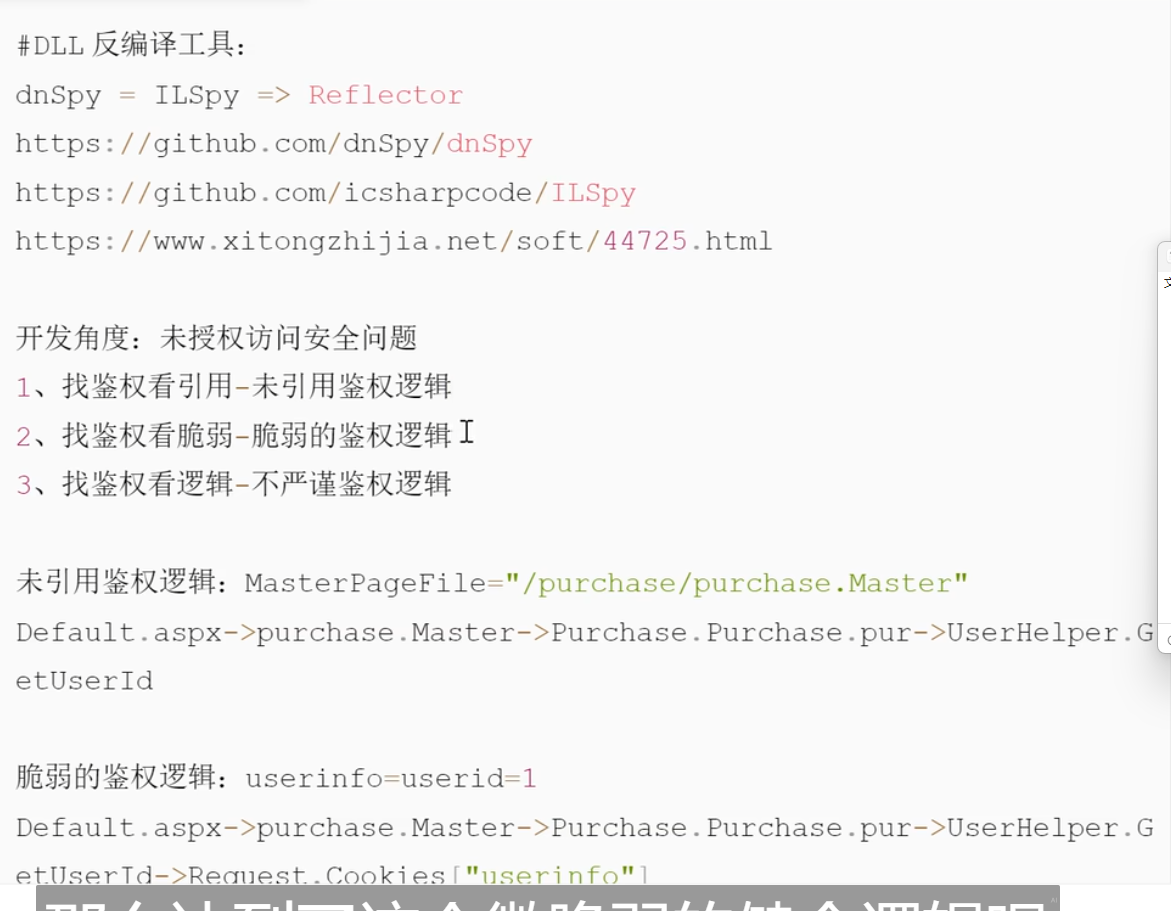 #DLL 反编译工具：
dnSpy = ILSpy => Reflector
https://github.com/dnSpy/dnSpy
https://github.com/icsharpcode/ILSpy
https://www.xitongzhijia.net/soft/44725.html
开发角度：未授权访问安全问题
1、找鉴权看引用-未引用鉴权逻辑
2、找鉴权看脆弱-脆弱的鉴权逻辑
3、找鉴权看逻辑-不严谨鉴权逻辑
未引用鉴权逻辑：MasterPageFile="/purchase/purchase.Master"
Default.aspx->purchase.Master->Purchase.Purchase.pur->UserHelper.G
etUserId
脆弱的鉴权逻辑：userinfo=userid=1
Default.aspx->purchase.Master->Purchase.Purchase.pur->UserHelper.G
etUserId->Request.Cookies["userinfo"]